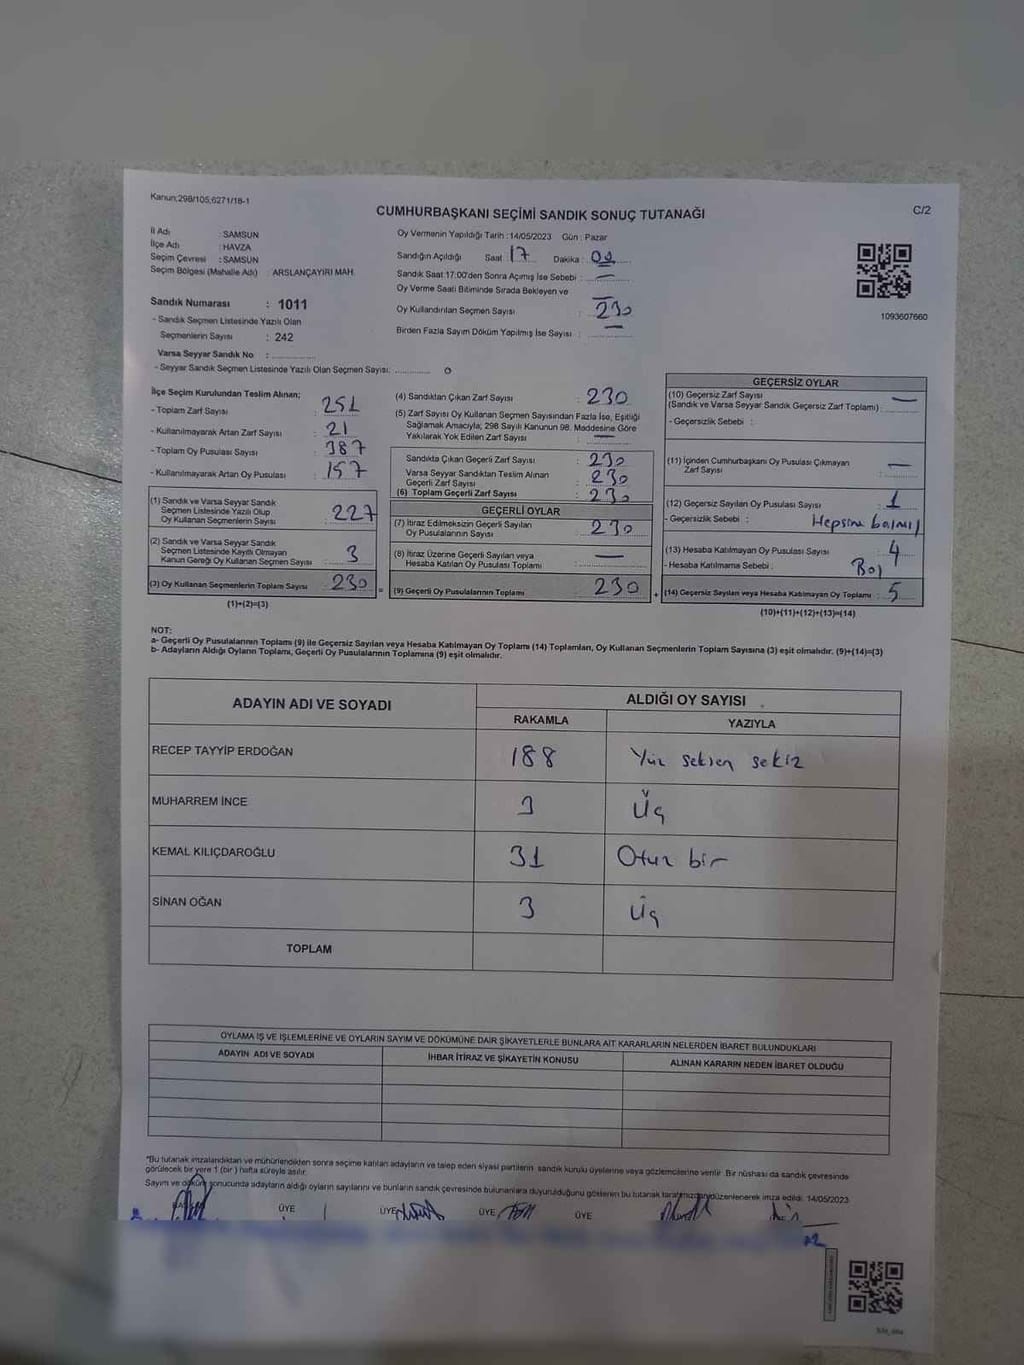 Kanun;298/105;6271/18-1
CUMHURBAŞKANI SEÇİMİ SANDIK SONUÇ TUTANAĞI
C/2
İl Adı : SAMSUN
İlçe Adı : HAVZA
Seçim Çevresi : SAMSUN
Seçim Bölgesi (Mahalle Adı) : ARSLANÇAYIRI MAH.
Sandık Numarası : 1011
- Sandık Seçmen Listesinde Yazılı Olan
Seçmenlerin Sayısı : 242
Varsa Seyyar Sandık No :
- Seyyar Sandık Seçmen Listesinde Yazılı Olan Seçmen Sayısı: 0
Oy Vermenin Yapıldığı Tarih :14/05/2023 Gün : Pazar
Sandığın Açıldığı Saat 17 Dakika :
Sandık Saat 17:00'den Sonra Açılmış İse Sebebi : —
Oy Verme Saati Bitiminde Sırada Bekleyen ve —
Oy Kullandırılan Seçmen Sayısı : 230
Birden Fazla Sayım Döküm Yapılmış İse Sayısı : —
1093607660
İlçe Seçim Kurulundan Teslim Alınan;
- Toplam Zarf Sayısı : 251
- Kullanılmayarak Artan Zarf Sayısı : 21
- Toplam Oy Pusulası Sayısı : 387
- Kullanılmayarak Artan Oy Pusulası : 157
(1) Sandık ve Varsa Seyyar Sandık
Seçmen Listesinde Yazılı Olup
Oy Kullanan Seçmenlerin Sayısı : 227
(2) Sandık ve Varsa Seyyar Sandık
Seçmen Listesinde Kayıtlı Olmayan
Kanun Gereği Oy Kullanan Seçmen Sayısı : 3
(3) Oy Kullanan Seçmenlerin Toplam Sayısı : 230
(1)+(2)=(3)
(4) Sandıktan Çıkan Zarf Sayısı : 230
(5) Zarf Sayısı Oy Kullanan Seçmen Sayısından Fazla İse, Eşitliği
Sağlamak Amacıyla; 298 Sayılı Kanunun 98. Maddesine Göre
Yakılarak Yok Edilen Zarf Sayısı : —
Sandıkta Çıkan Geçerli Zarf Sayısı : 230
Varsa Seyyar Sandıktan Teslim Alınan
Geçerli Zarf Sayısı : 230
(6) Toplam Geçerli Zarf Sayısı : 230
GEÇERLİ OYLAR
(7) İtiraz Edilmeksizin Geçerli Sayılan
Oy Pusulalarının Sayısı : 230
(8) İtiraz Üzerine Geçerli Sayılan veya
Hesaba Katılan Oy Pusulası Toplamı : —
= (9) Geçerli Oy Pusulalarının Toplamı : 230
GEÇERSİZ OYLAR
(10) Geçersiz Zarf Sayısı
(Sandık ve Varsa Seyyar Sandık Geçersiz Zarf Toplamı) : —
- Geçersizlik Sebebi :
(11) İçinden Cumhurbaşkanı Oy Pusulası Çıkmayan
Zarf Sayısı : —
(12) Geçersiz Sayılan Oy Pusulası Sayısı : 1
- Geçersizlik Sebebi : Hepsine
(13) Hesaba Katılmayan Oy Pusulası Sayısı : 4
- Hesaba Katılmama Sebebi : Boş
+ (14) Geçersiz Sayılan veya Hesaba Katılmayan Oy Toplamı : 5
(10)+(11)+(12)+(13)=(14)
NOT:
a- Geçerli Oy Pusulalarının Toplamı (9) ile Geçersiz Sayılan veya Hesaba Katılmayan Oy Toplamı (14) Toplamları, Oy Kullanan Seçmenlerin Toplam Sayısına (3) eşit olmalıdır. (9)+(14)=(3)
b- Adayların Aldığı Oyların Toplamı, Geçerli Oy Pusulalarının Toplamına (9) eşit olmalıdır.
ADAYIN ADI VE SOYADI ALDIĞI OY SAYISI
RAKAMLA YAZIYLA
RECEP TAYYİP ERDOĞAN 188 Yüz seksen sekiz
MUHARREM İNCE 3 Üç
KEMAL KILIÇDAROĞLU 31 Otuz bir
SİNAN OĞAN 3 Üç
TOPLAM
OYLAMA İŞ VE İŞLEMLERİNE VE OYLARIN SAYIM VE DÖKÜMÜNE DAİR ŞİKAYETLERLE BUNLARA AİT KARARLARIN NELERDEN İBARET BULUNDUKLARI
ADAYIN ADI VE SOYADI İHBAR İTİRAZ VE ŞİKAYETİN KONUSU ALINAN KARARIN NEDEN İBARET OLDUĞU
*Bu tutanak imzalandıktan ve mühürlendikten sonra seçime katılan adayların ve talep eden siyasi partilerin sandık kurulu üyelerine veya gözlemcilerine verilir. Bir nüshası da sandık çevresinde
görülecek bir yere 1 (bir ) hafta süreyle asılır.
Sayım ve döküm sonucunda adayların aldığı oyların sayılarını ve bunların sandık çevresinde bulunanlara duyurulduğunu gösteren bu tutanak tarafımızdan düzenlenerek imza edildi. 14/05/2023
ÜYE ÜYE ÜYE ÜYE